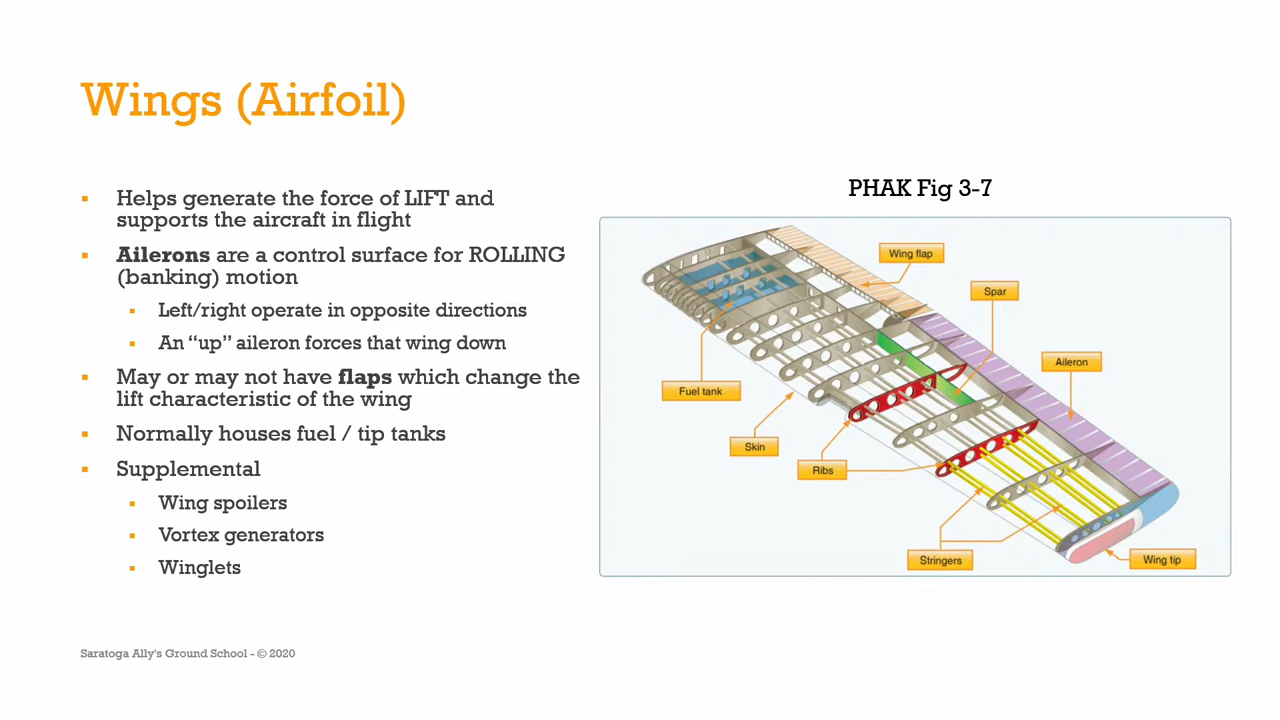 Wings (Airfoil)
Helps generate the force of LIFT and
supports the aircraft in flight
Ailerons are a control surface for ROLLING
(banking) motion
Left/right operate in opposite directions
An “up” aileron forces that wing down
May or may not have flaps which change the
lift characteristic of the wing
Normally houses fuel / tip tanks
Supplemental
Wing spoilers
Vortex generators
Winglets
PHAK Fig 3-7
Wing flap
Spar
Aileron
Fuel tank
Skin
Ribs
Stringers
Wing tip
Saratoga Ally's Ground School - © 2020